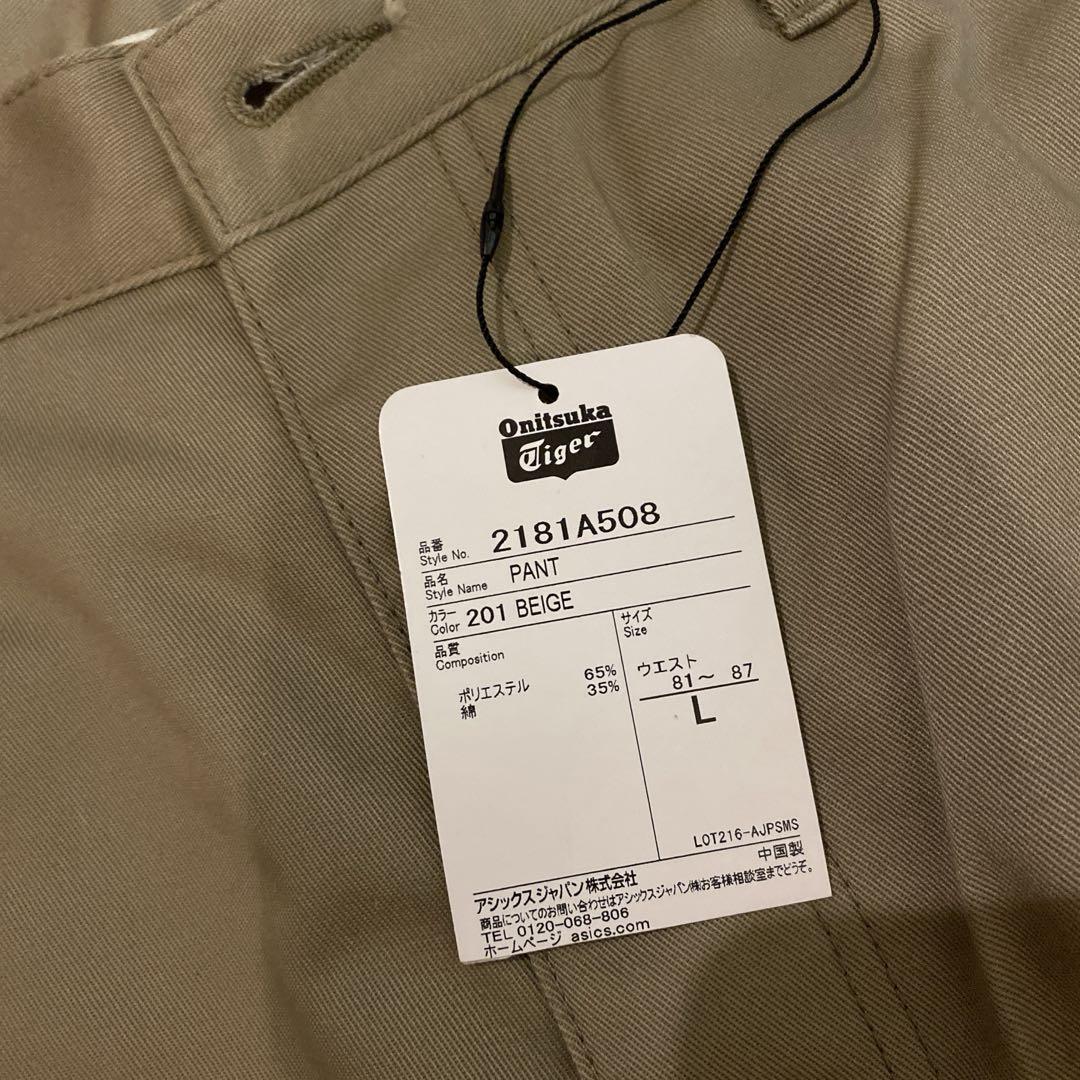 Onitsuka
Tiger
品番
Style No. 2181A508
品名
Style Name PANT
カラー
Color 201 BEIGE
品質
Composition
ポリエステル 65%
綿 35%
サイズ
Size
ウエスト
81〜 87
L
LOT216-AJPSMS
中国製
アシックスジャパン株式会社
商品についてのお問い合わせはアシックスジャパン㈱お客様相談室までどうぞ。
TEL 0120-068-806
ホームページ asics.com